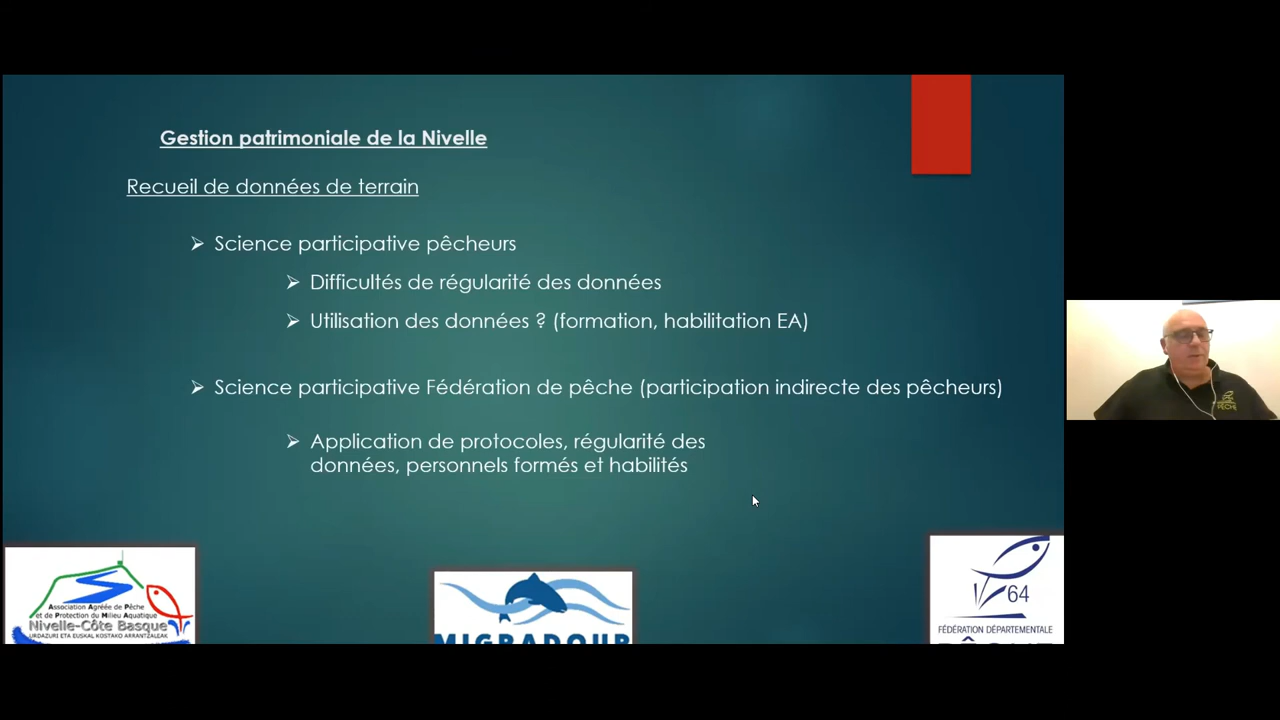 Gestion patrimoniale de la Nivelle
Recueil de données de terrain
➢ Science participative pêcheurs
➢ Difficultés de régularité des données
➢ Utilisation des données ? (formation, habilitation EA)
➢ Science participative Fédération de pêche (participation indirecte des pêcheurs)
➢ Application de protocoles, régularité des
données, personnels formés et habilités
Association Agréée de Pêche
et de Protection du Milieu Aquatique
Nivelle-Côte Basque
URDAZURI ETA EUSKAL KOSTAKO ARRANTZALEAK
MIGRADOUR
64
FÉDÉRATION DÉPARTEMENTALE
PÊCHE